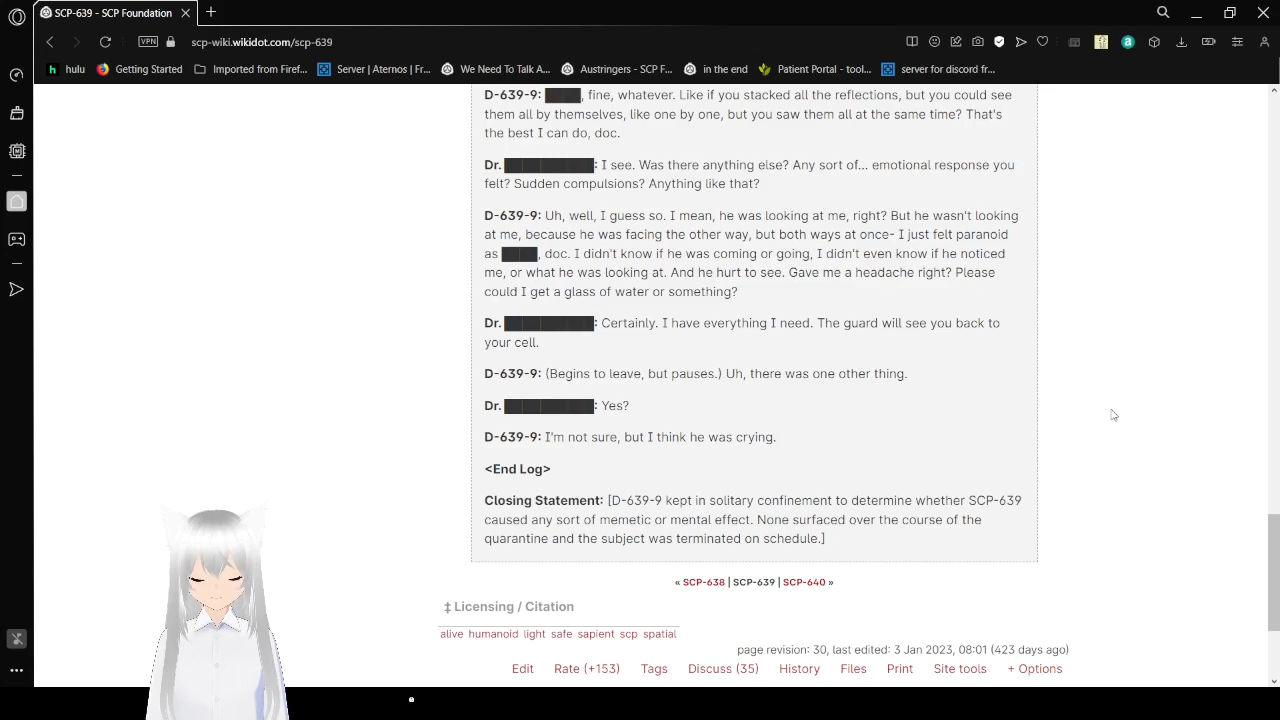 SCP-639 - SCP Foundation
VPN
scp-wiki.wikidot.com/scp-639
hulu
Getting Started
Imported from Firef...
Server | Aternos | Fr...
We Need To Talk A...
Austringers - SCP F...
in the end
Patient Portal - tool...
server for discord fr...
D-639-9: , fine, whatever. Like if you stacked all the reflections, but you could see
them all by themselves, like one by one, but you saw them all at the same time? That's
the best I can do, doc.
Dr. : I see. Was there anything else? Any sort of... emotional response you
felt? Sudden compulsions? Anything like that?
D-639-9: Uh, well, I guess so. I mean, he was looking at me, right? But he wasn't looking
at me, because he was facing the other way, but both ways at once- I just felt paranoid
as , doc. I didn't know if he was coming or going, I didn't even know if he noticed
me, or what he was looking at. And he hurt to see. Gave me a headache right? Please
could I get a glass of water or something?
Dr. : Certainly. I have everything I need. The guard will see you back to
your cell.
D-639-9: (Begins to leave, but pauses.) Uh, there was one other thing.
Dr. : Yes?
D-639-9: I'm not sure, but I think he was crying.
<End Log>
Closing Statement: [D-639-9 kept in solitary confinement to determine whether SCP-639
caused any sort of memetic or mental effect. None surfaced over the course of the
quarantine and the subject was terminated on schedule.]
« SCP-638 | SCP-639 | SCP-640 »
‡ Licensing / Citation
alive humanoid light safe sapient scp spatial
page revision: 30, last edited: 3 Jan 2023, 08:01 (423 days ago)
Edit Rate (+153) Tags Discuss (35) History Files Print Site tools + Options